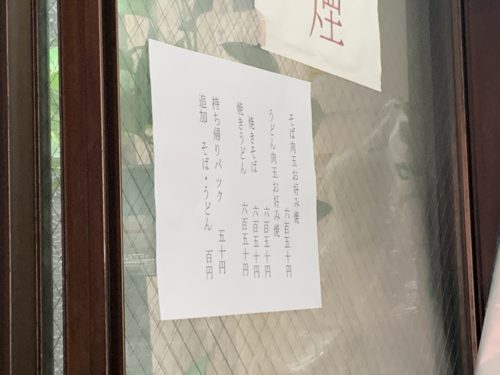 そば肉玉お好み焼 六百五十円
うどん肉玉お好み焼 六百五十円
焼きそば 六百五十円
焼きうどん 六百五十円
持ち帰りパック 五十円
追加 そば・うどん 百円